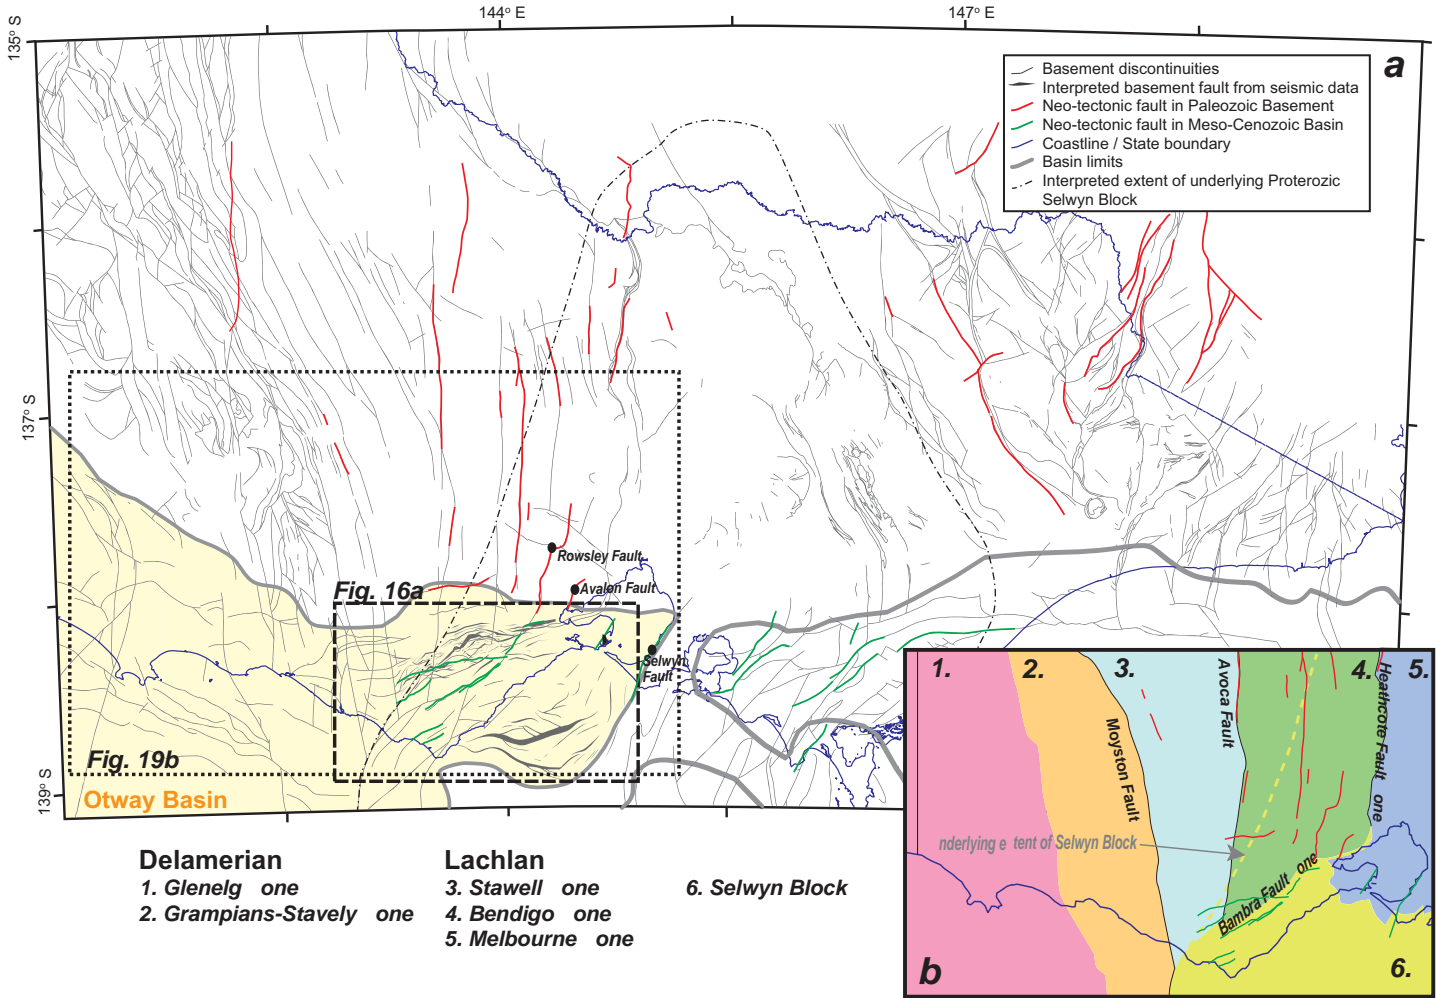 144° E
147° E
135° S
137° S
139° S
a
Basement discontinuities
Interpreted basement fault from seismic data
Neo-tectonic fault in Paleozoic Basement
Neo-tectonic fault in Meso-Cenozoic Basin
Coastline / State boundary
Basin limits
Interpreted extent of underlying Proterozic
Selwyn Block
Rowsley Fault
Avalon Fault
Selwyn
Fault
Fig. 16a
Fig. 19b
Otway Basin
Delamerian
1. Glenelg one
2. Grampians-Stavely one
Lachlan
3. Stawell one
4. Bendigo one
5. Melbourne one
6. Selwyn Block
1.
2.
3.
4.
5.
6.
Moyston Fault
Avoca Fault
Heathcote Fault one
nderlying e tent of Selwyn Block
Bambra Fault one
b